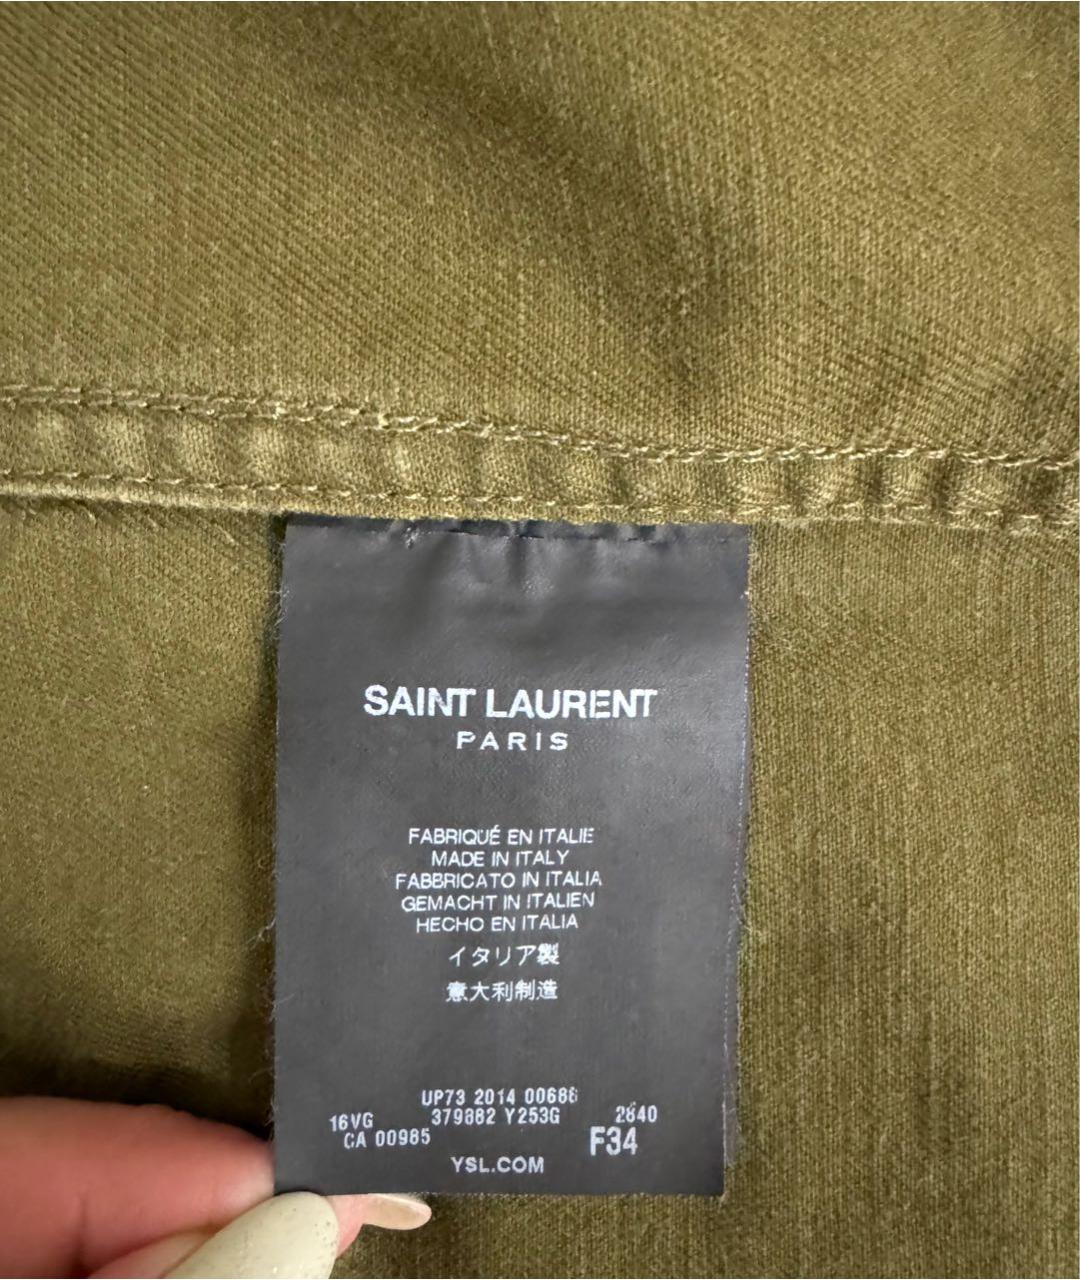 SAINT LAURENT
PARIS
FABRIQUÉ EN ITALIE
MADE IN ITALY
FABBRICATO IN ITALIA
GEMACHT IN ITALIEN
HECHO EN ITALIA
イタリア製
意大利制造
UP73 2014 00686
16VG 379882 Y253G 2840
CA 00985 F34
YSL.COM